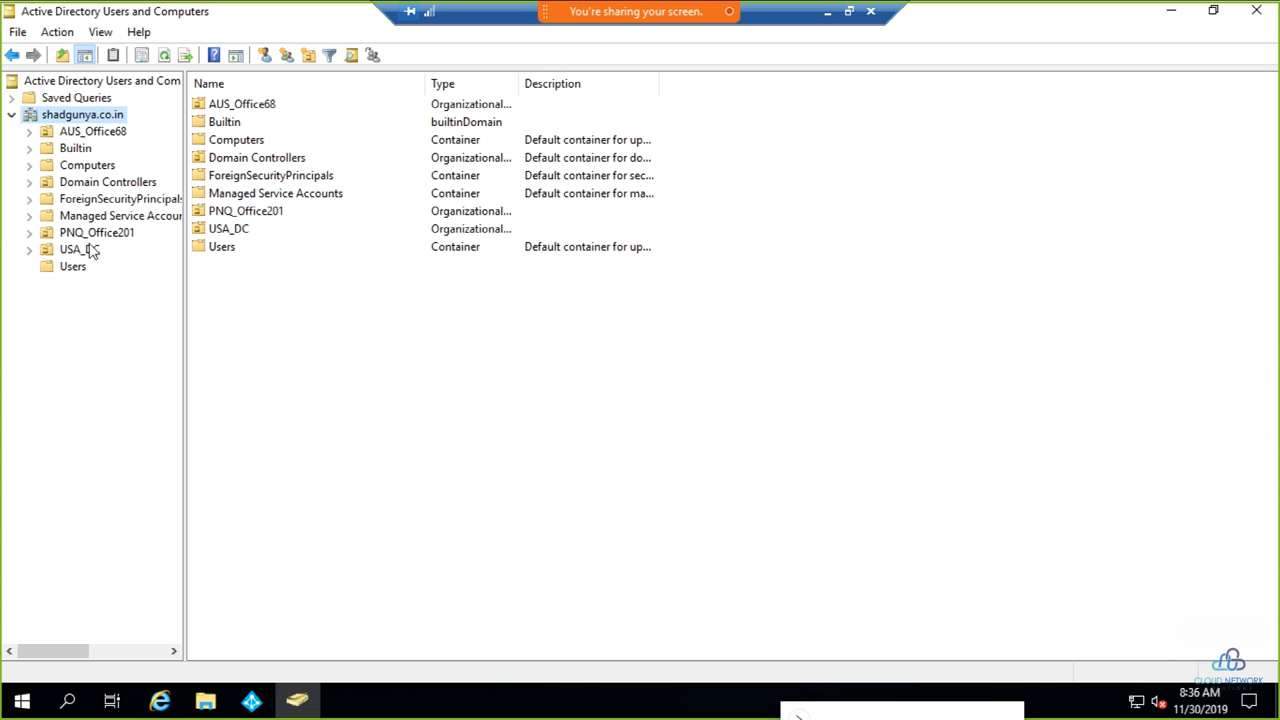 Active Directory Users and Computers
You're sharing your screen.
File Action View Help
Active Directory Users and Com
Saved Queries
shadgunya.co.in
AUS_Office68
Builtin
Computers
Domain Controllers
ForeignSecurityPrincipals
Managed Service Accour
PNQ_Office201
USA_DC
Users
Name Type Description
AUS_Office68 Organizational...
Builtin builtinDomain
Computers Container Default container for up...
Domain Controllers Organizational... Default container for do...
ForeignSecurityPrincipals Container Default container for sec...
Managed Service Accounts Container Default container for ma...
PNQ_Office201 Organizational...
USA_DC Organizational...
Users Container Default container for up...
CLOUD NETWORK
8:36 AM
11/30/2019